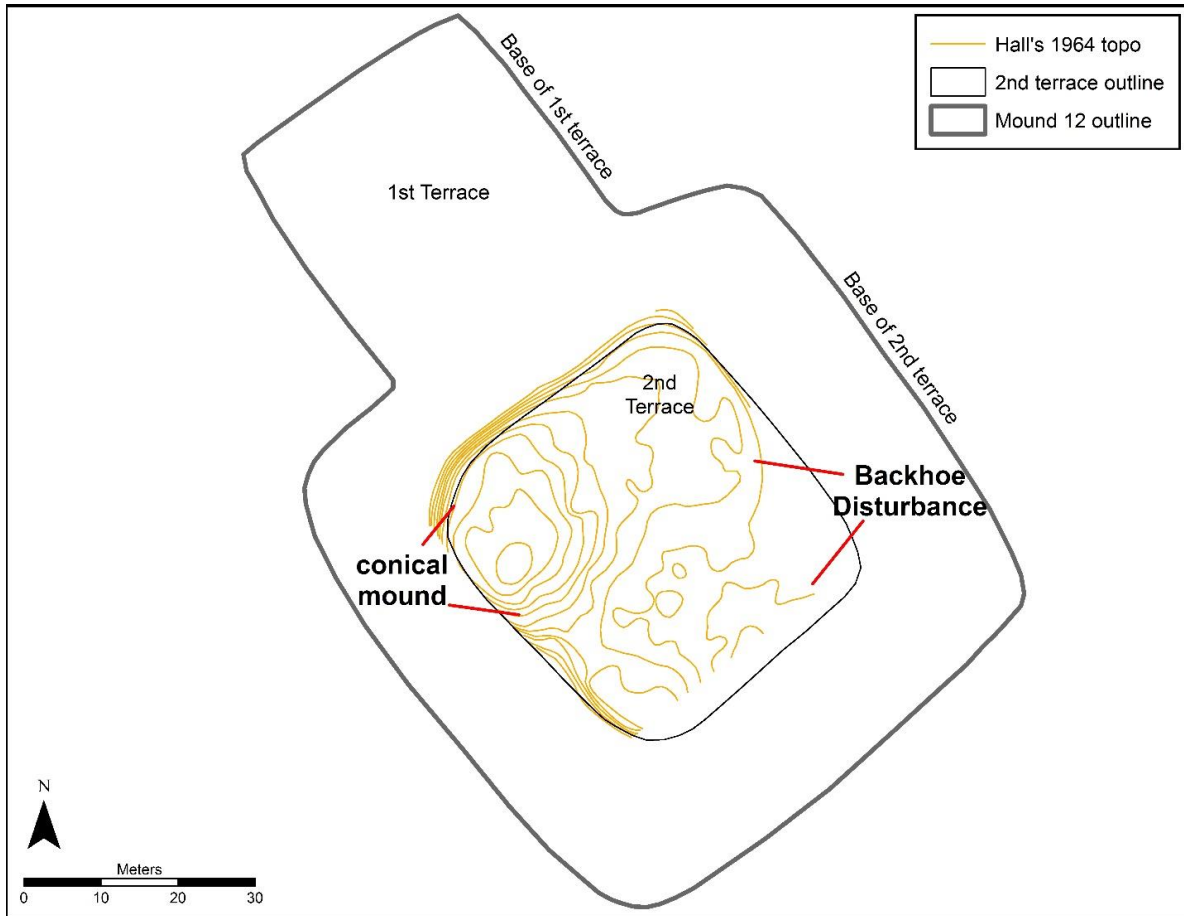 Hall's 1964 topo
2nd terrace outline
Mound 12 outline
Base of 1st terrace
1st Terrace
Base of 2nd terrace
2nd
Terrace
Backhoe
Disturbance
conical
mound
N
Meters
0 10 20 30